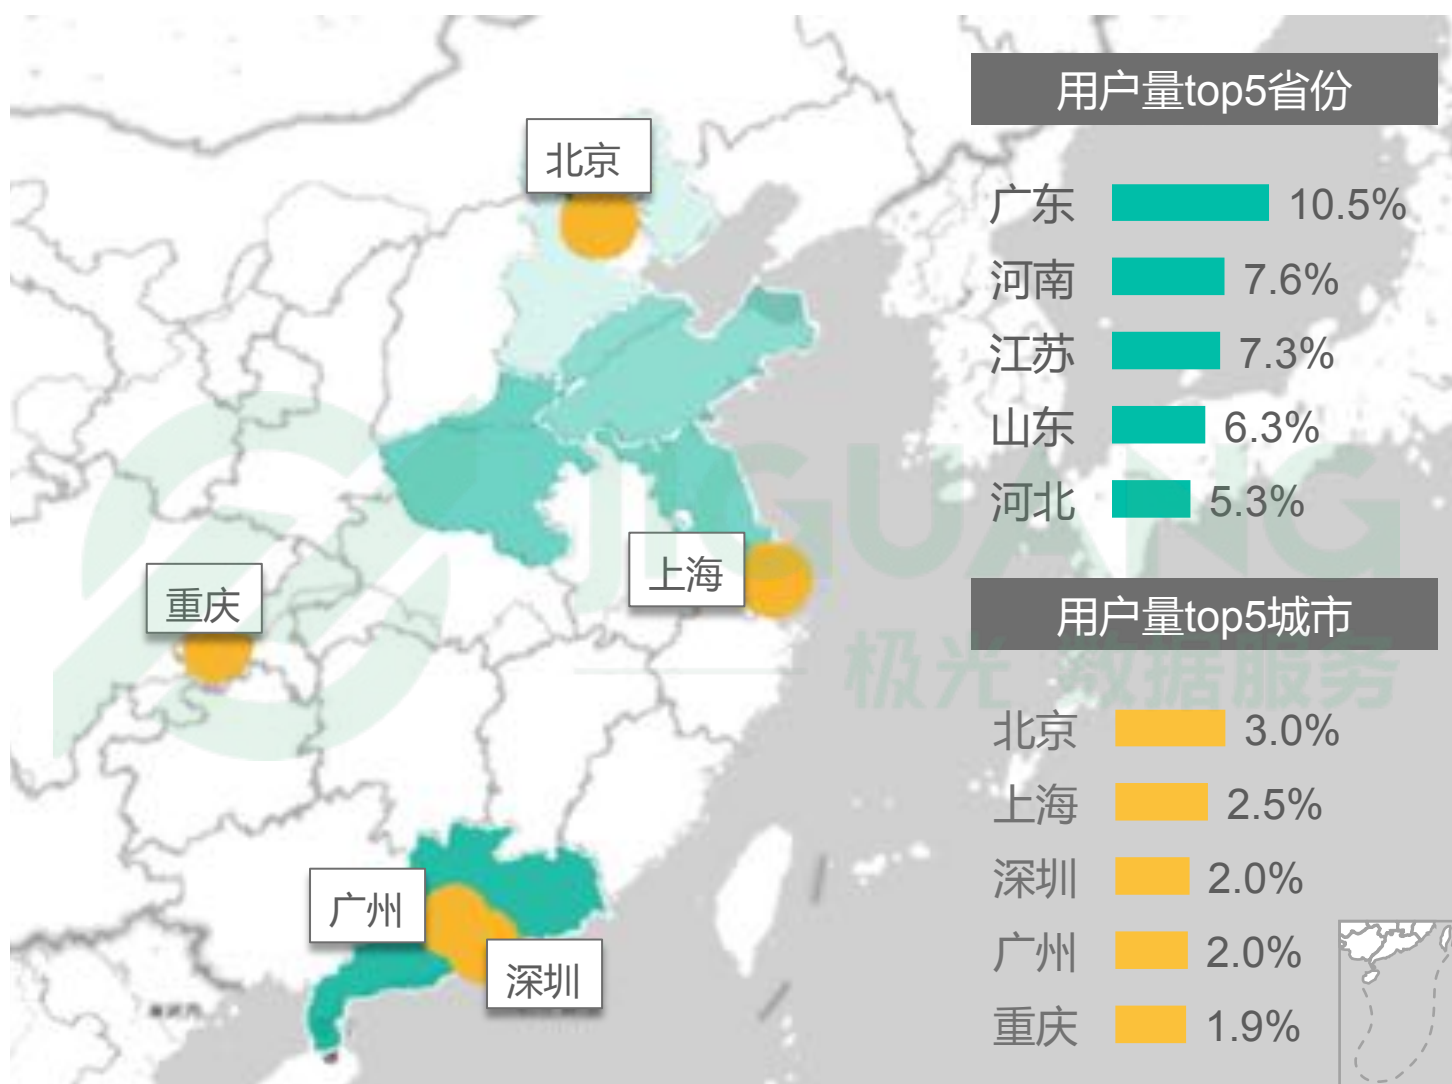 用户量top5省份
广东 10.5%
河南 7.6%
江苏 7.3%
山东 6.3%
河北 5.3%
用户量top5城市
北京 3.0%
上海 2.5%
深圳 2.0%
广州 2.0%
重庆 1.9%
北京
上海
重庆
广州
深圳
JIGUANG
极光 数据服务